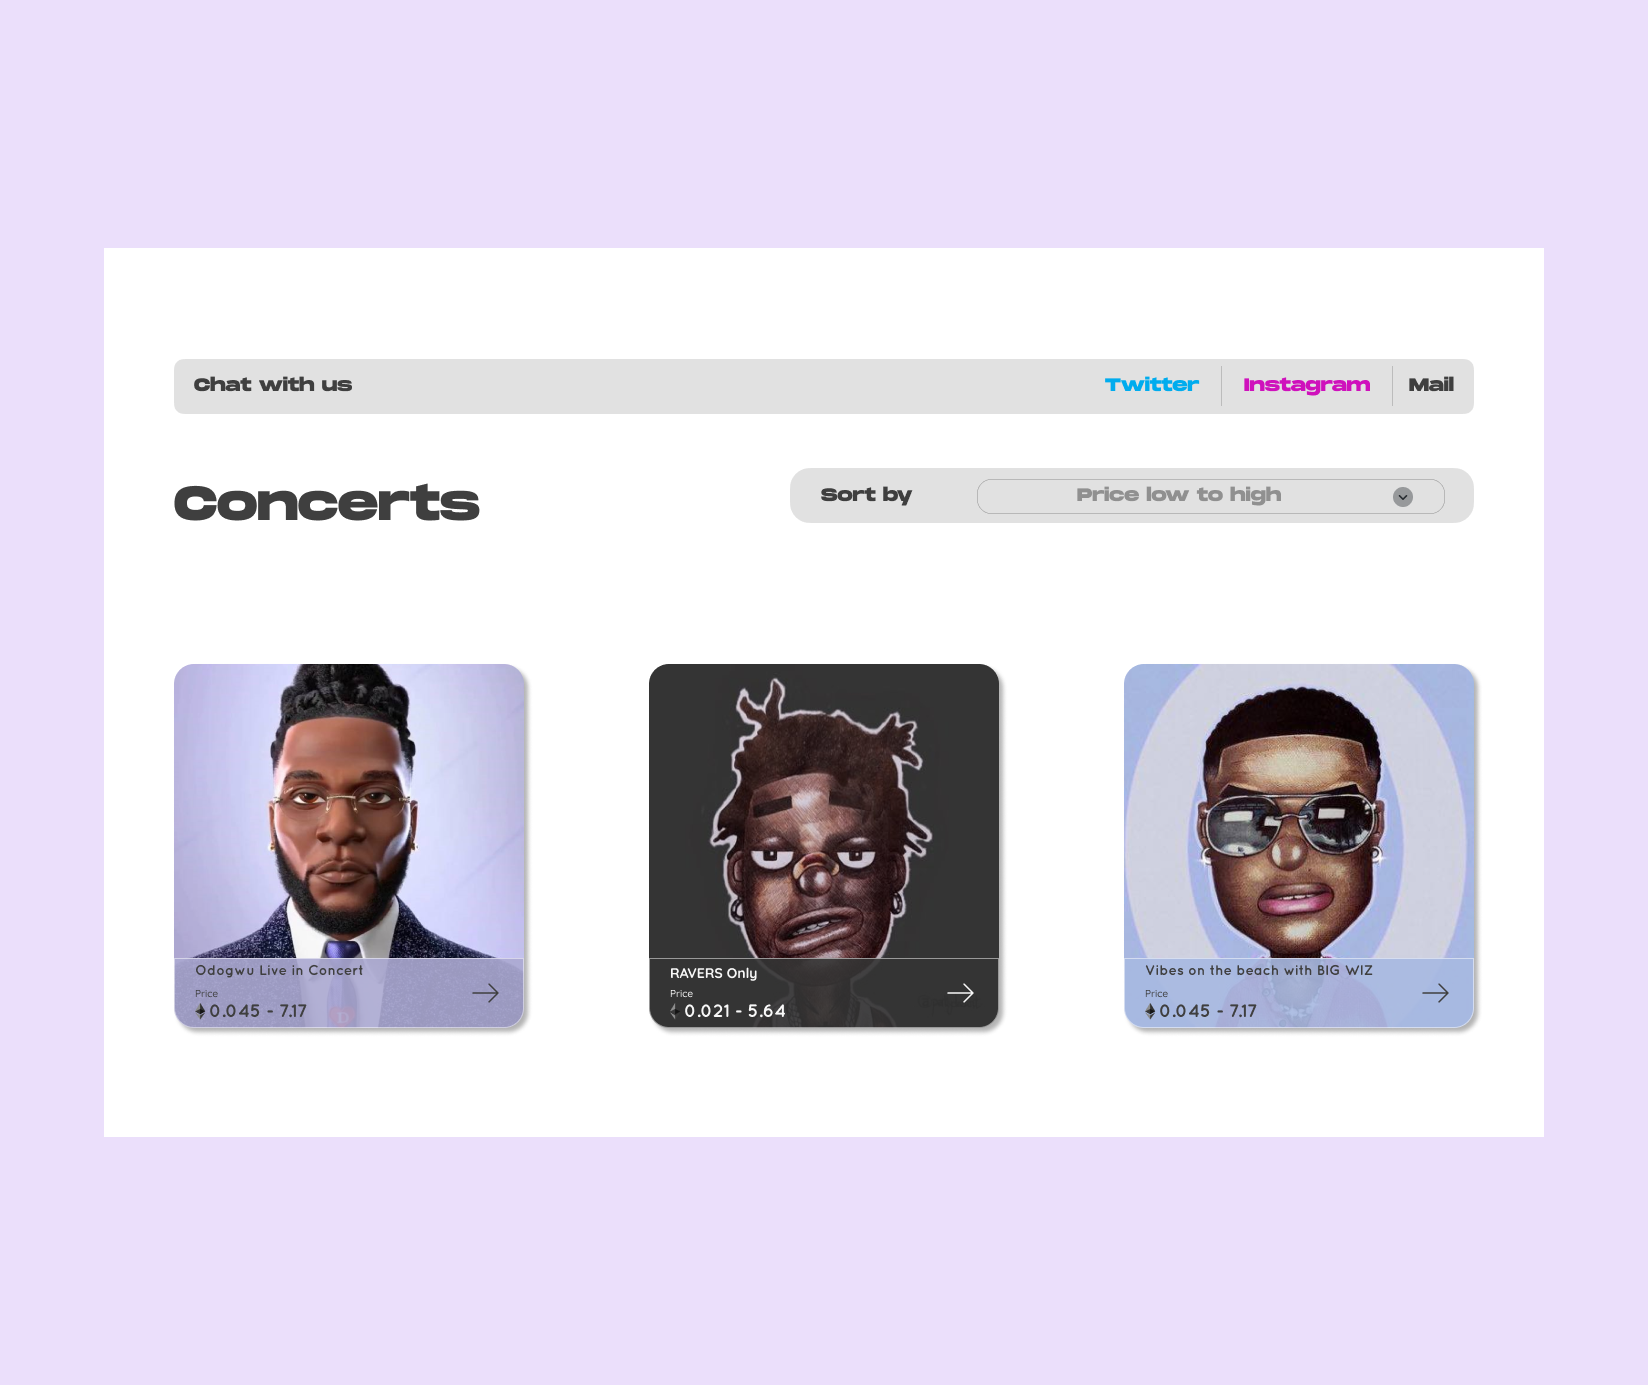 Chat with us
Twitter
Instagram
Mail
Concerts
Sort by
Price low to high
Odogwu Live in Concert
Price
0.045 - 7.17
RAVERS Only
Price
0.021 - 5.64
Vibes on the beach with BIG WIZ
Price
0.045 - 7.17